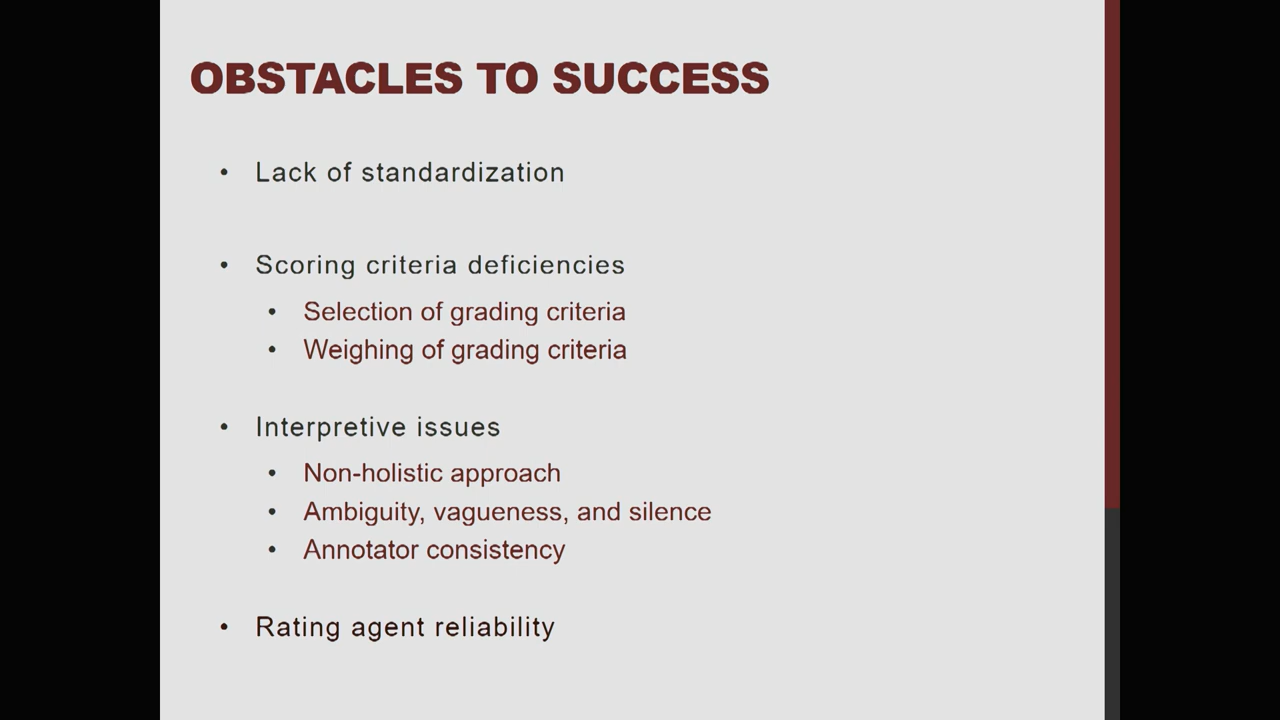 OBSTACLES TO SUCCESS
• Lack of standardization
• Scoring criteria deficiencies
• Selection of grading criteria
• Weighing of grading criteria
• Interpretive issues
• Non-holistic approach
• Ambiguity, vagueness, and silence
• Annotator consistency
• Rating agent reliability